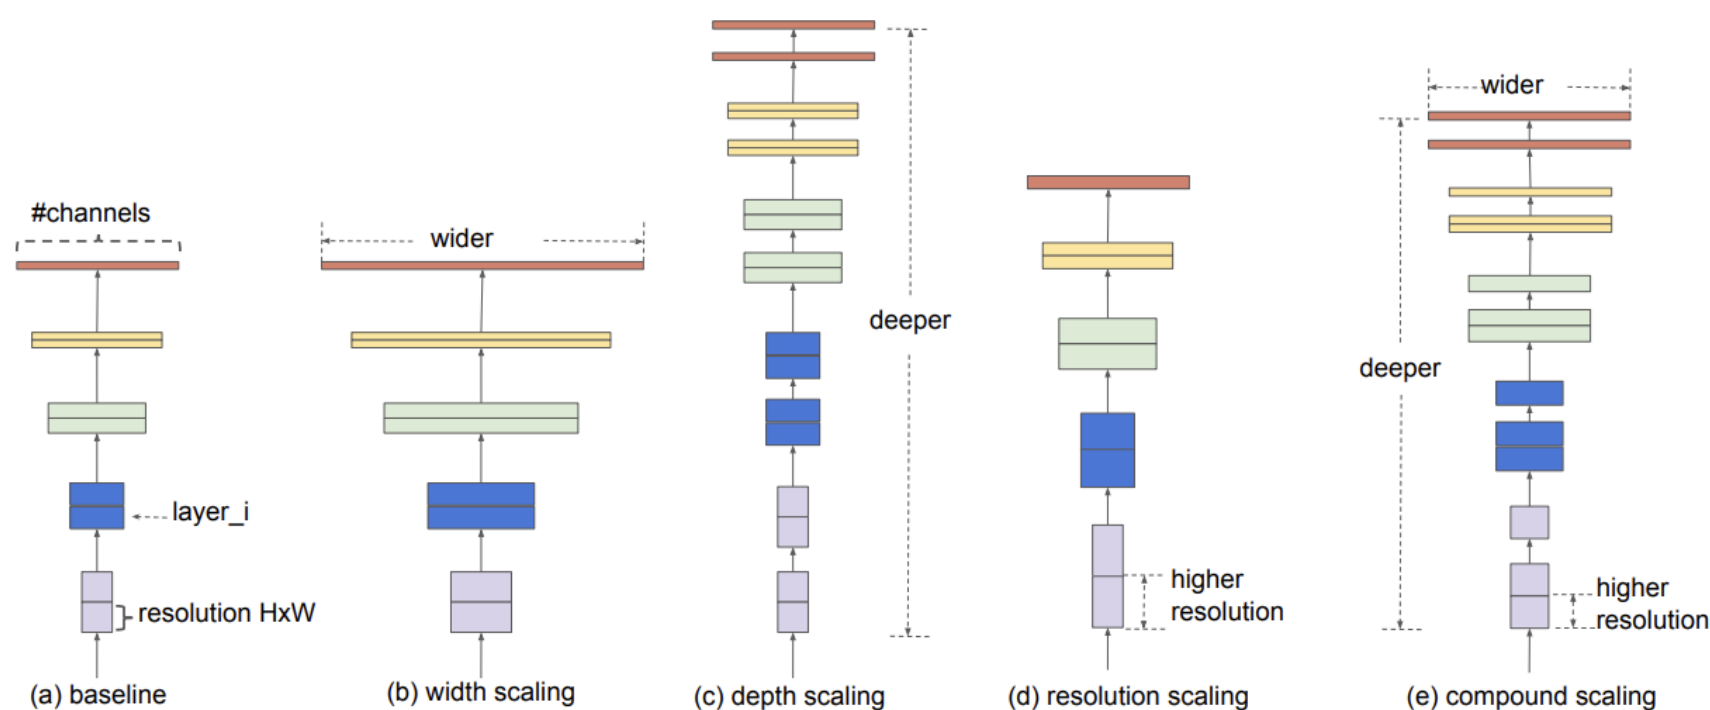 #channels
layer_i
resolution HxW
(a) baseline
wider
(b) width scaling
deeper
(c) depth scaling
higher
resolution
(d) resolution scaling
wider
deeper
higher
resolution
(e) compound scaling